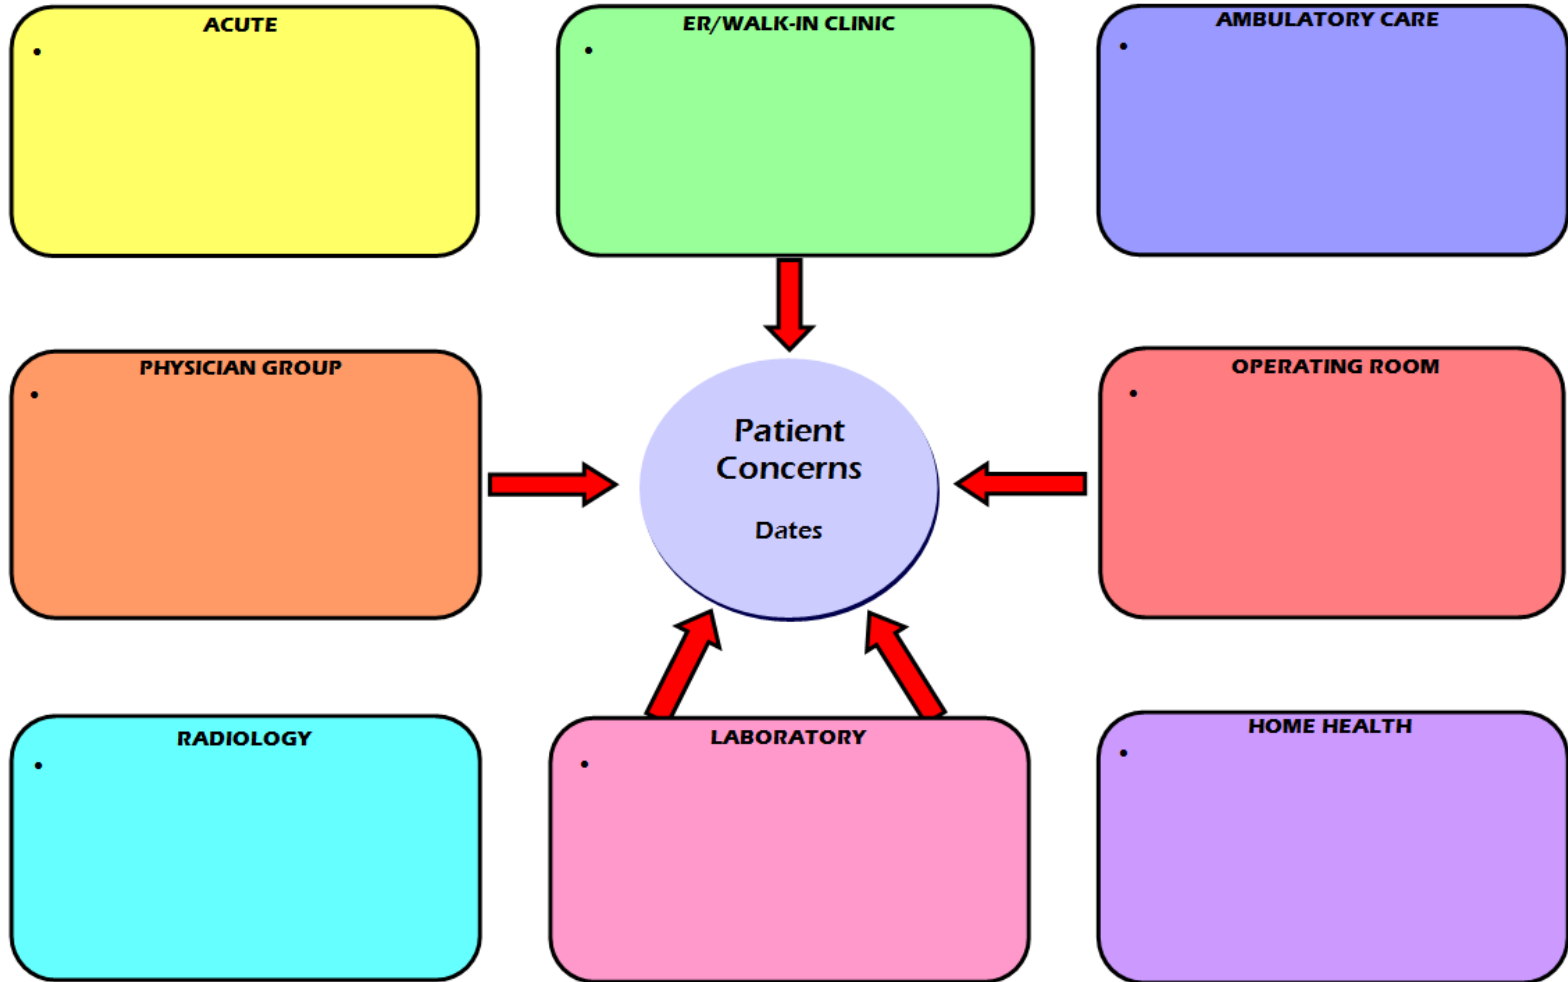 ACUTE
•
ER/WALK-IN CLINIC
•
AMBULATORY CARE
•
PHYSICIAN GROUP
•
Patient
Concerns
Dates
OPERATING ROOM
•
RADIOLOGY
•
LABORATORY
•
HOME HEALTH
•